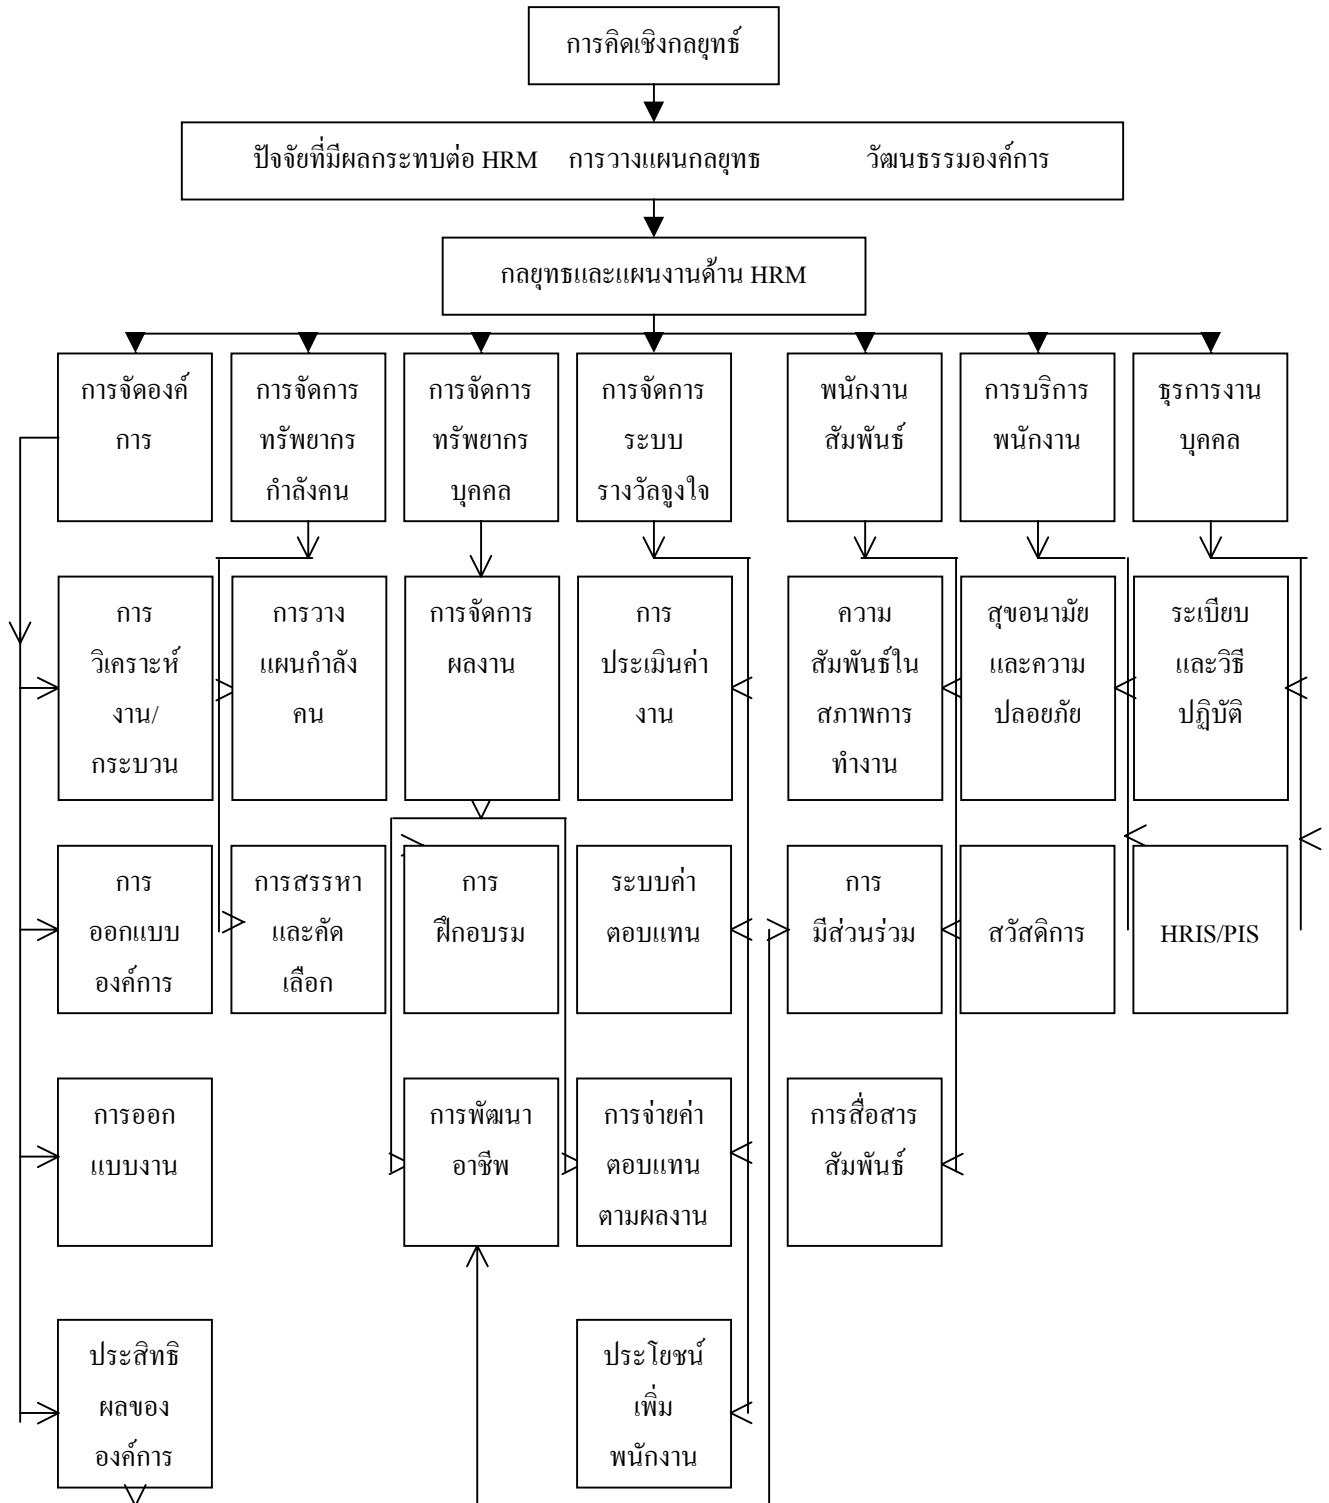 การคิดเชิงกลยุทธ์
ปัจจัยที่มีผลกระทบต่อ HRM การวางแผนกลยุทธ วัฒนธรรมองค์การ
กลยุทธและแผนงานด้าน HRM
การจัดองค์
การ
การจัดการ
ทรัพยากร
กำลังคน
การจัดการ
ทรัพยากร
บุคคล
การจัดการ
ระบบ
รางวัลจูงใจ
พนักงาน
สัมพันธ์
การบริการ
พนักงาน
ธุรการงาน
บุคคล
การ
วิเคราะห์
งาน/
กระบวน
การวาง
แผนกำลัง
คน
การจัดการ
ผลงาน
การ
ประเมินค่า
งาน
ความ
สัมพันธ์ใน
สภาพการ
ทำงาน
สุขอนามัย
และความ
ปลอยภัย
ระเบียบ
และวิธี
ปฏิบัติ
การ
ออกแบบ
องค์การ
การสรรหา
และคัด
เลือก
การ
ฝึกอบรม
ระบบค่า
ตอบแทน
การ
มีส่วนร่วม
สวัสดิการ
HRIS/PIS
การออก
แบบงาน
การพัฒนา
อาชีพ
การจ่ายค่า
ตอบแทน
ตามผลงาน
การสื่อสาร
สัมพันธ์
ประสิทธิ
ผลของ
องค์การ
ประโยชน์
เพิ่ม
พนักงาน